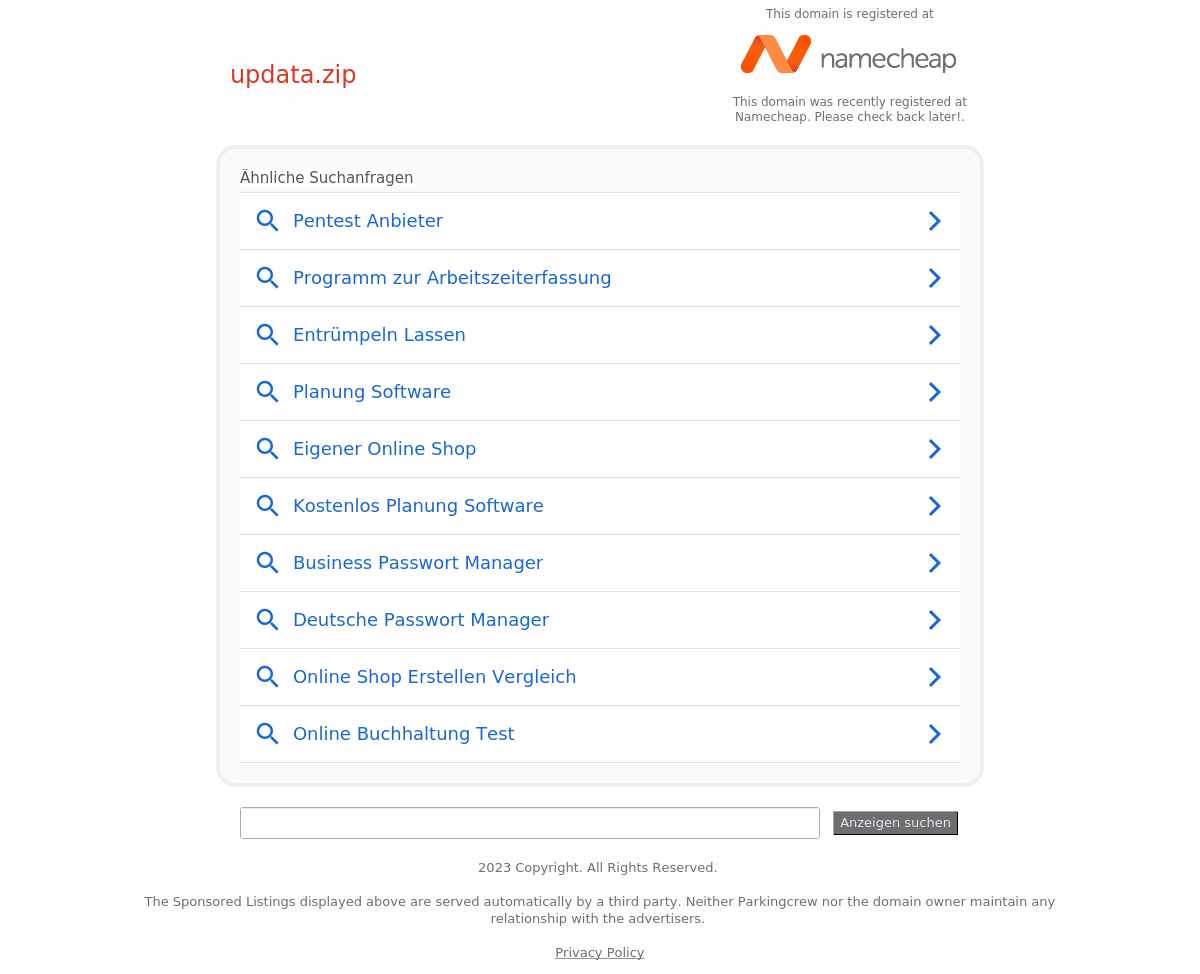 This domain is registered at
namecheap
updata.zip
This domain was recently registered at
Namecheap. Please check back later!.
Ähnliche Suchanfragen
Pentest Anbieter
Programm zur Arbeitszeiterfassung
Entrümpeln Lassen
Planung Software
Eigener Online Shop
Kostenlos Planung Software
Business Passwort Manager
Deutsche Passwort Manager
Online Shop Erstellen Vergleich
Online Buchhaltung Test
Anzeigen suchen
2023 Copyright. All Rights Reserved.
The Sponsored Listings displayed above are served automatically by a third party. Neither Parkingcrew nor the domain owner maintain any
relationship with the advertisers.
Privacy Policy